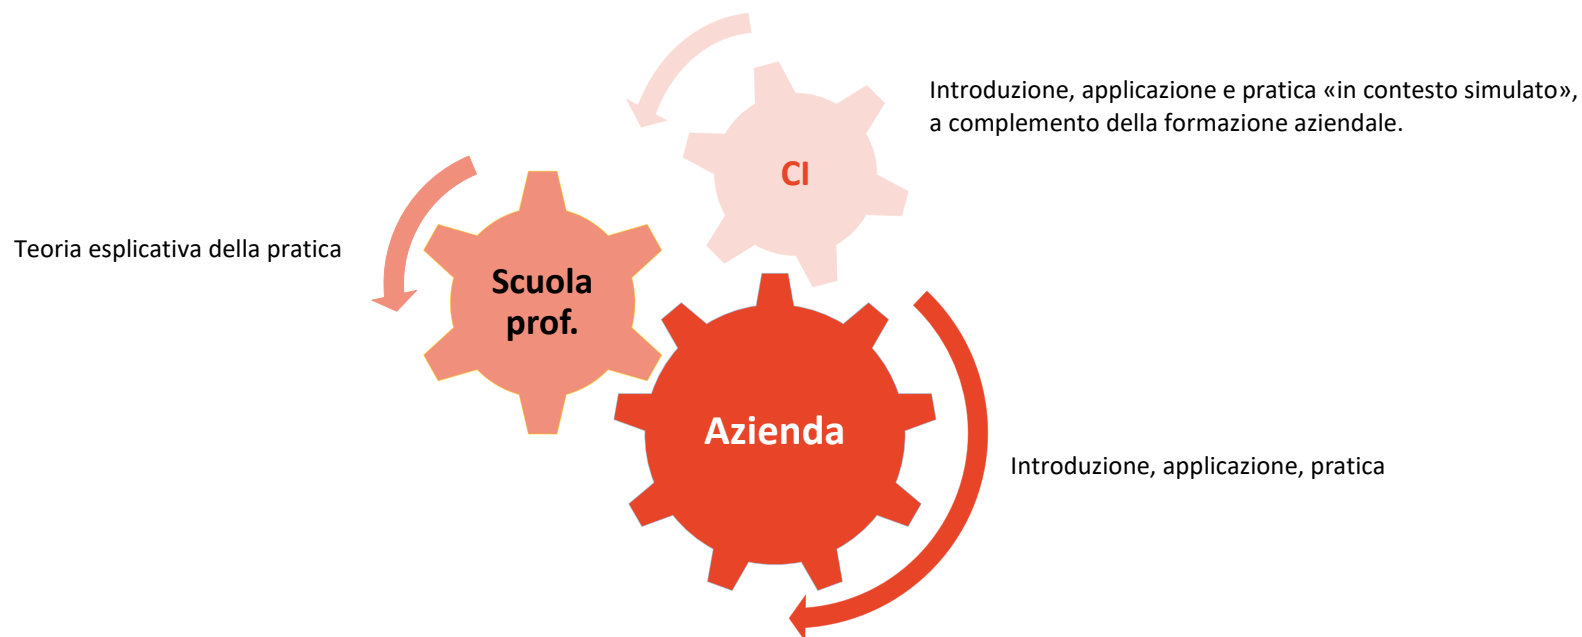 Introduzione, applicazione e pratica «in contesto simulato»,
a complemento della formazione aziendale.
CI
Teoria esplicativa della pratica
Scuola
prof.
Azienda
Introduzione, applicazione, pratica